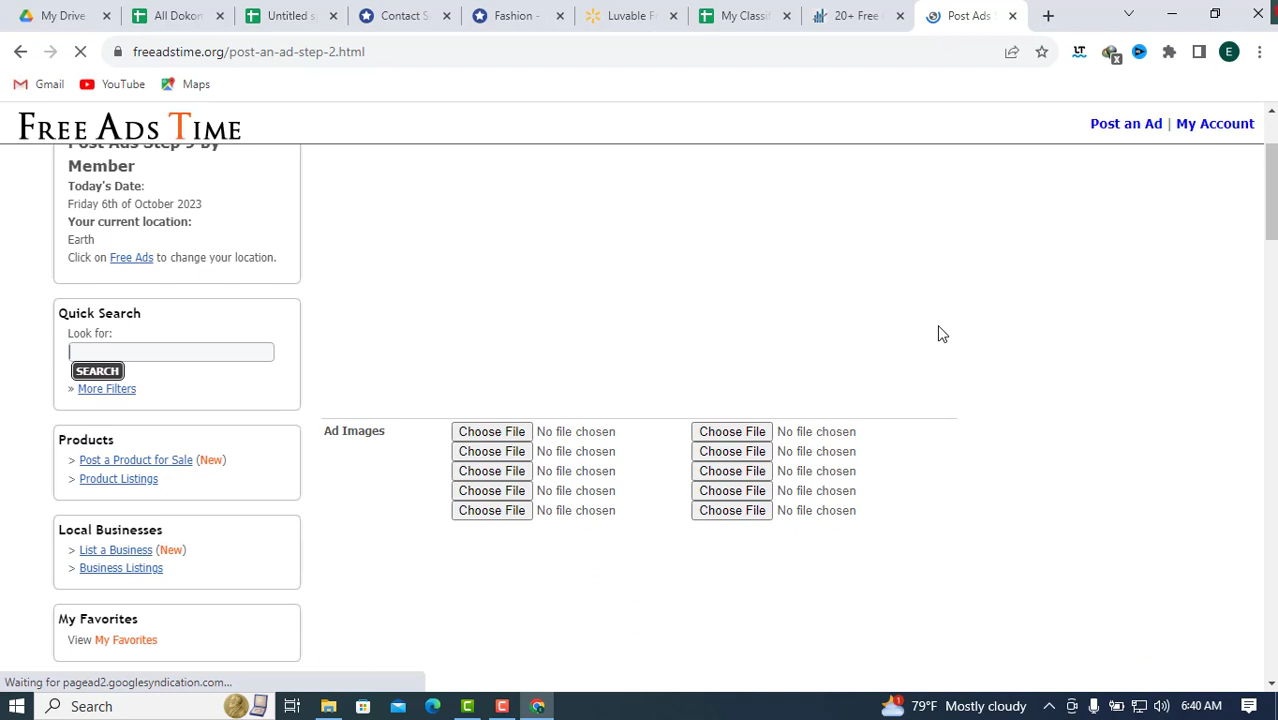 My Drive
All Dokon
Untitled s
Contact S
Fashion -
Luvable F
My Classif
20+ Free
Post Ads
freeadstime.org/post-an-ad-step-2.html
E
Gmail
YouTube
Maps
FREE ADS TIME
Post an Ad | My Account
Member
Today's Date:
Friday 6th of October 2023
Your current location:
Earth
Click on Free Ads to change your location.
Quick Search
Look for:
SEARCH
» More Filters
Products
> Post a Product for Sale (New)
> Product Listings
Local Businesses
> List a Business (New)
> Business Listings
My Favorites
View My Favorites
Ad Images
Choose File No file chosen Choose File No file chosen
Choose File No file chosen Choose File No file chosen
Choose File No file chosen Choose File No file chosen
Choose File No file chosen Choose File No file chosen
Choose File No file chosen Choose File No file chosen
Waiting for pagead2.googlesyndication.com...
Search
1
79°F Mostly cloudy
6:40 AM